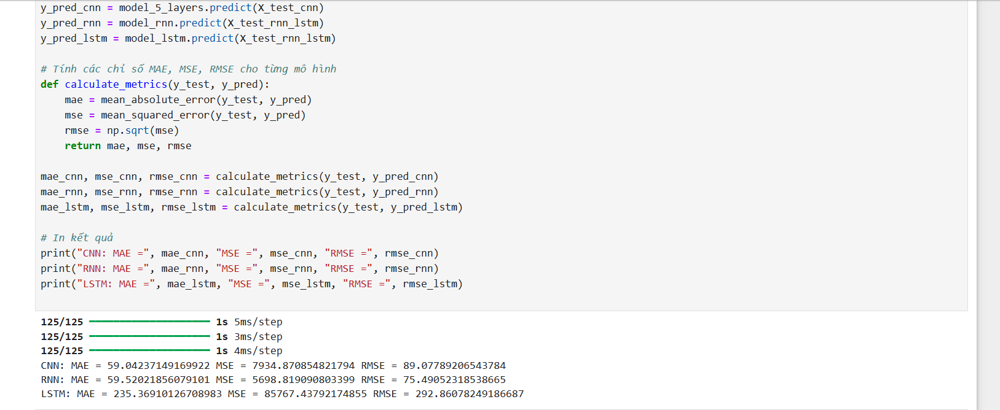 y_pred_cnn = model_5_layers.predict(X_test_cnn)
y_pred_rnn = model_rnn.predict(X_test_rnn_lstm)
y_pred_lstm = model_lstm.predict(X_test_rnn_lstm)
# Tính các chỉ số MAE, MSE, RMSE cho từng mô hình
def calculate_metrics(y_test, y_pred):
    mae = mean_absolute_error(y_test, y_pred)
    mse = mean_squared_error(y_test, y_pred)
    rmse = np.sqrt(mse)
    return mae, mse, rmse
mae_cnn, mse_cnn, rmse_cnn = calculate_metrics(y_test, y_pred_cnn)
mae_rnn, mse_rnn, rmse_rnn = calculate_metrics(y_test, y_pred_rnn)
mae_lstm, mse_lstm, rmse_lstm = calculate_metrics(y_test, y_pred_lstm)
# In kết quả
print("CNN: MAE =", mae_cnn, "MSE =", mse_cnn, "RMSE =", rmse_cnn)
print("RNN: MAE =", mae_rnn, "MSE =", mse_rnn, "RMSE =", rmse_rnn)
print("LSTM: MAE =", mae_lstm, "MSE =", mse_lstm, "RMSE =", rmse_lstm)
125/125 1s 5ms/step
125/125 1s 3ms/step
125/125 1s 4ms/step
CNN: MAE = 59.04237149169922 MSE = 7934.870854821794 RMSE = 89.07789206543784
RNN: MAE = 59.52021856079101 MSE = 5698.819090803399 RMSE = 75.49052318538665
LSTM: MAE = 235.36910126708983 MSE = 85767.43792174855 RMSE = 292.86078249186687